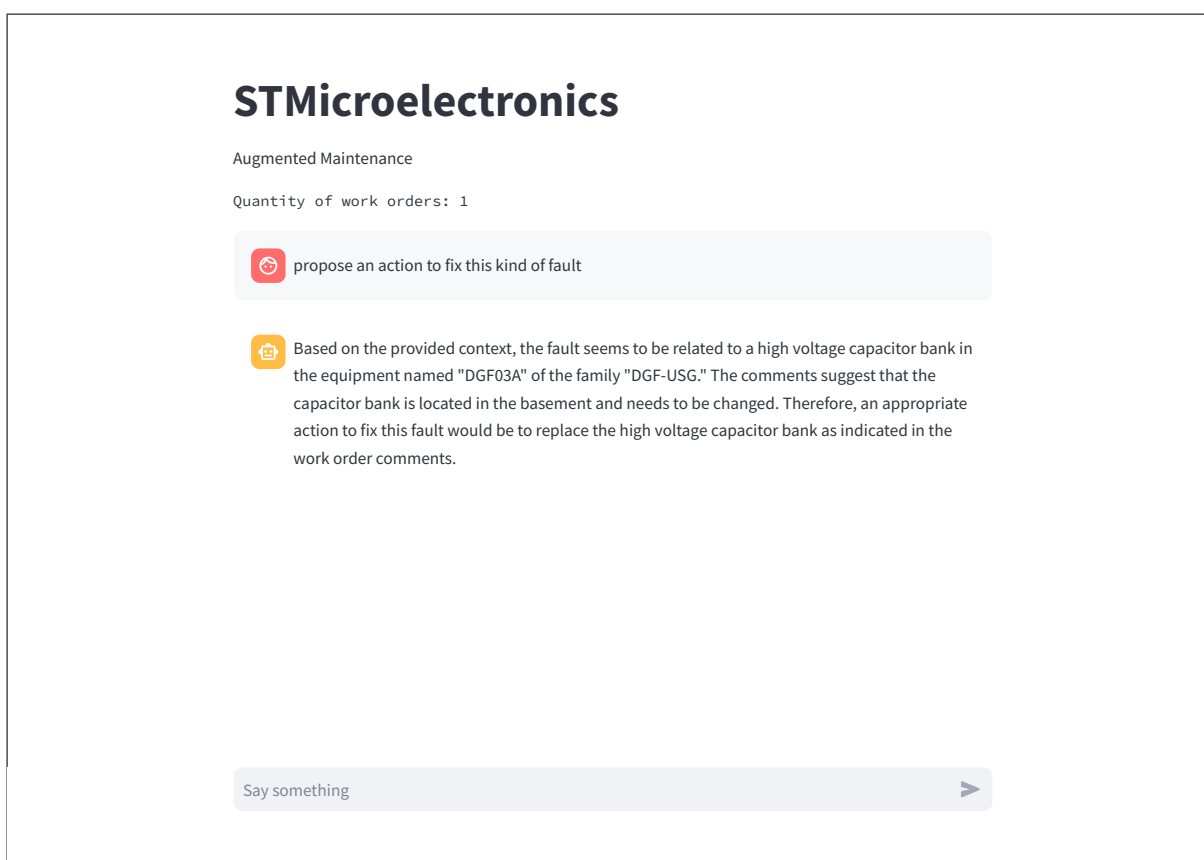 STMicroelectronics
Augmented Maintenance
Quantity of work orders: 1
propose an action to fix this kind of fault
Based on the provided context, the fault seems to be related to a high voltage capacitor bank in
the equipment named "DGF03A" of the family "DGF-USG." The comments suggest that the
capacitor bank is located in the basement and needs to be changed. Therefore, an appropriate
action to fix this fault would be to replace the high voltage capacitor bank as indicated in the
work order comments.
Say something